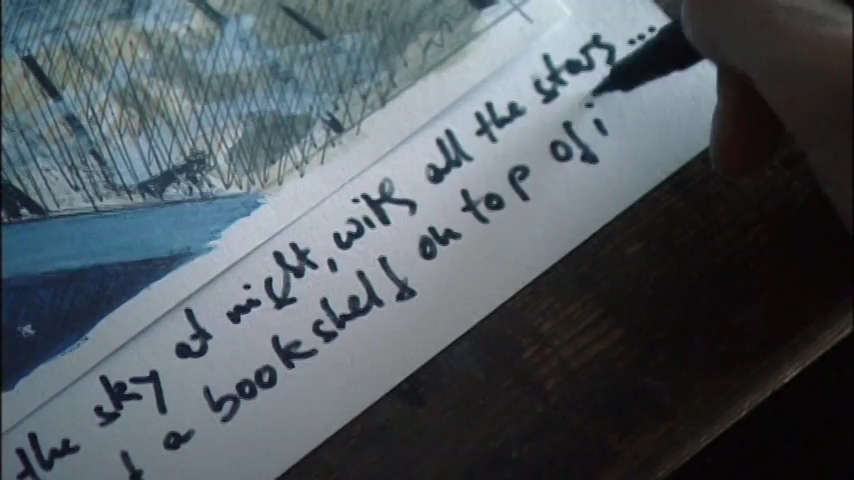 the sky at night, with all the stars...
a bookshelf on top of i